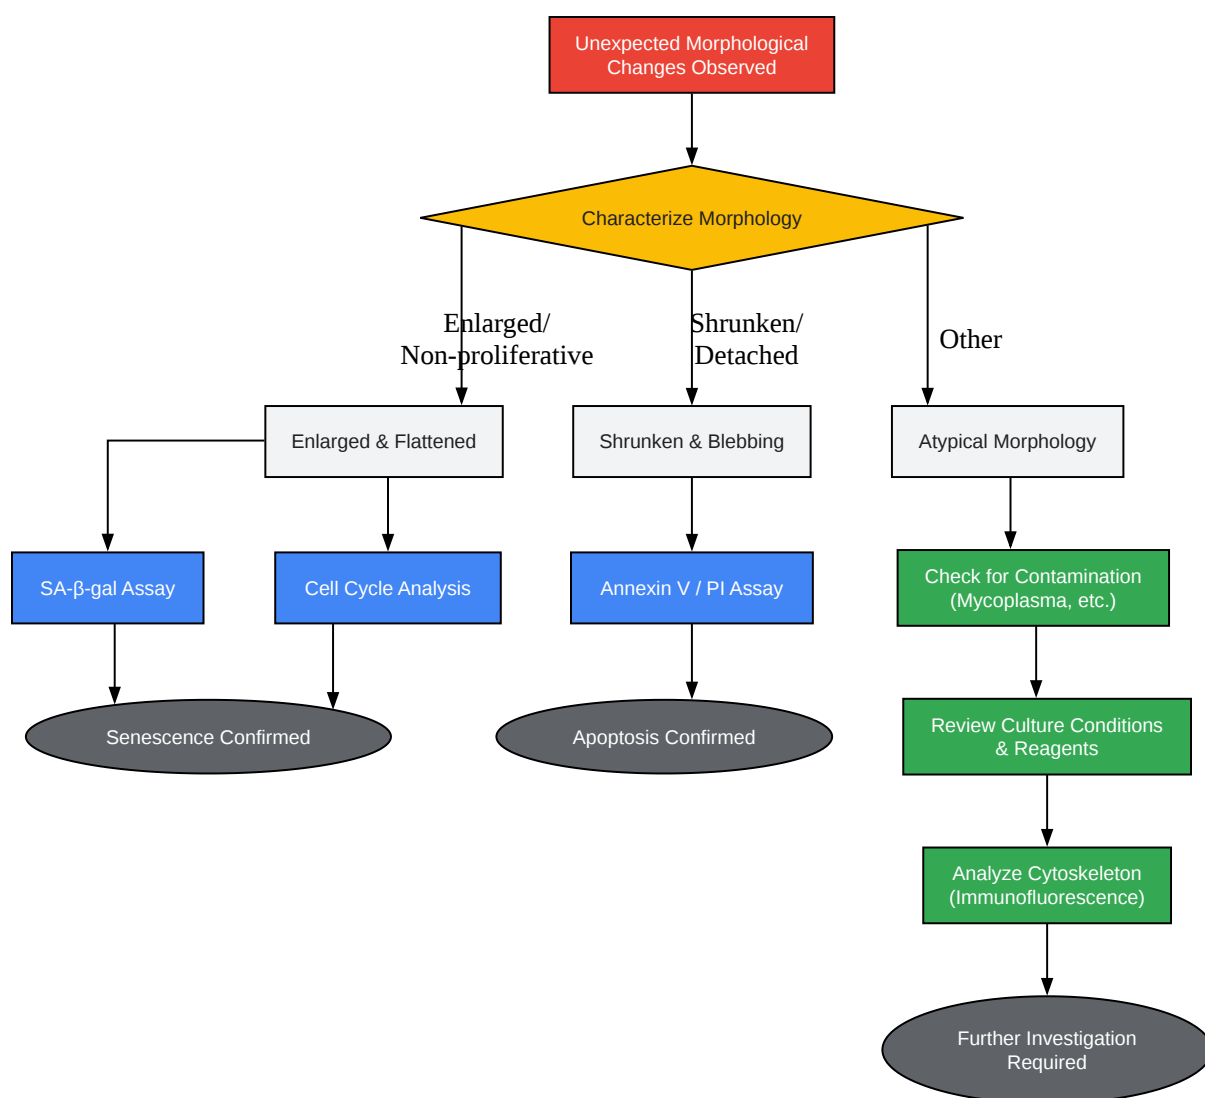 Unexpected Morphological
Changes Observed
Characterize Morphology
Enlarged/
Non-proliferative
Shrunken/
Detached
Other
Enlarged & Flattened
Shrunken & Blebbing
Atypical Morphology
SA-β-gal Assay
Cell Cycle Analysis
Annexin V / PI Assay
Check for Contamination
(Mycoplasma, etc.)
Senescence Confirmed
Apoptosis Confirmed
Review Culture Conditions
& Reagents
Analyze Cytoskeleton
(Immunofluorescence)
Further Investigation
Required